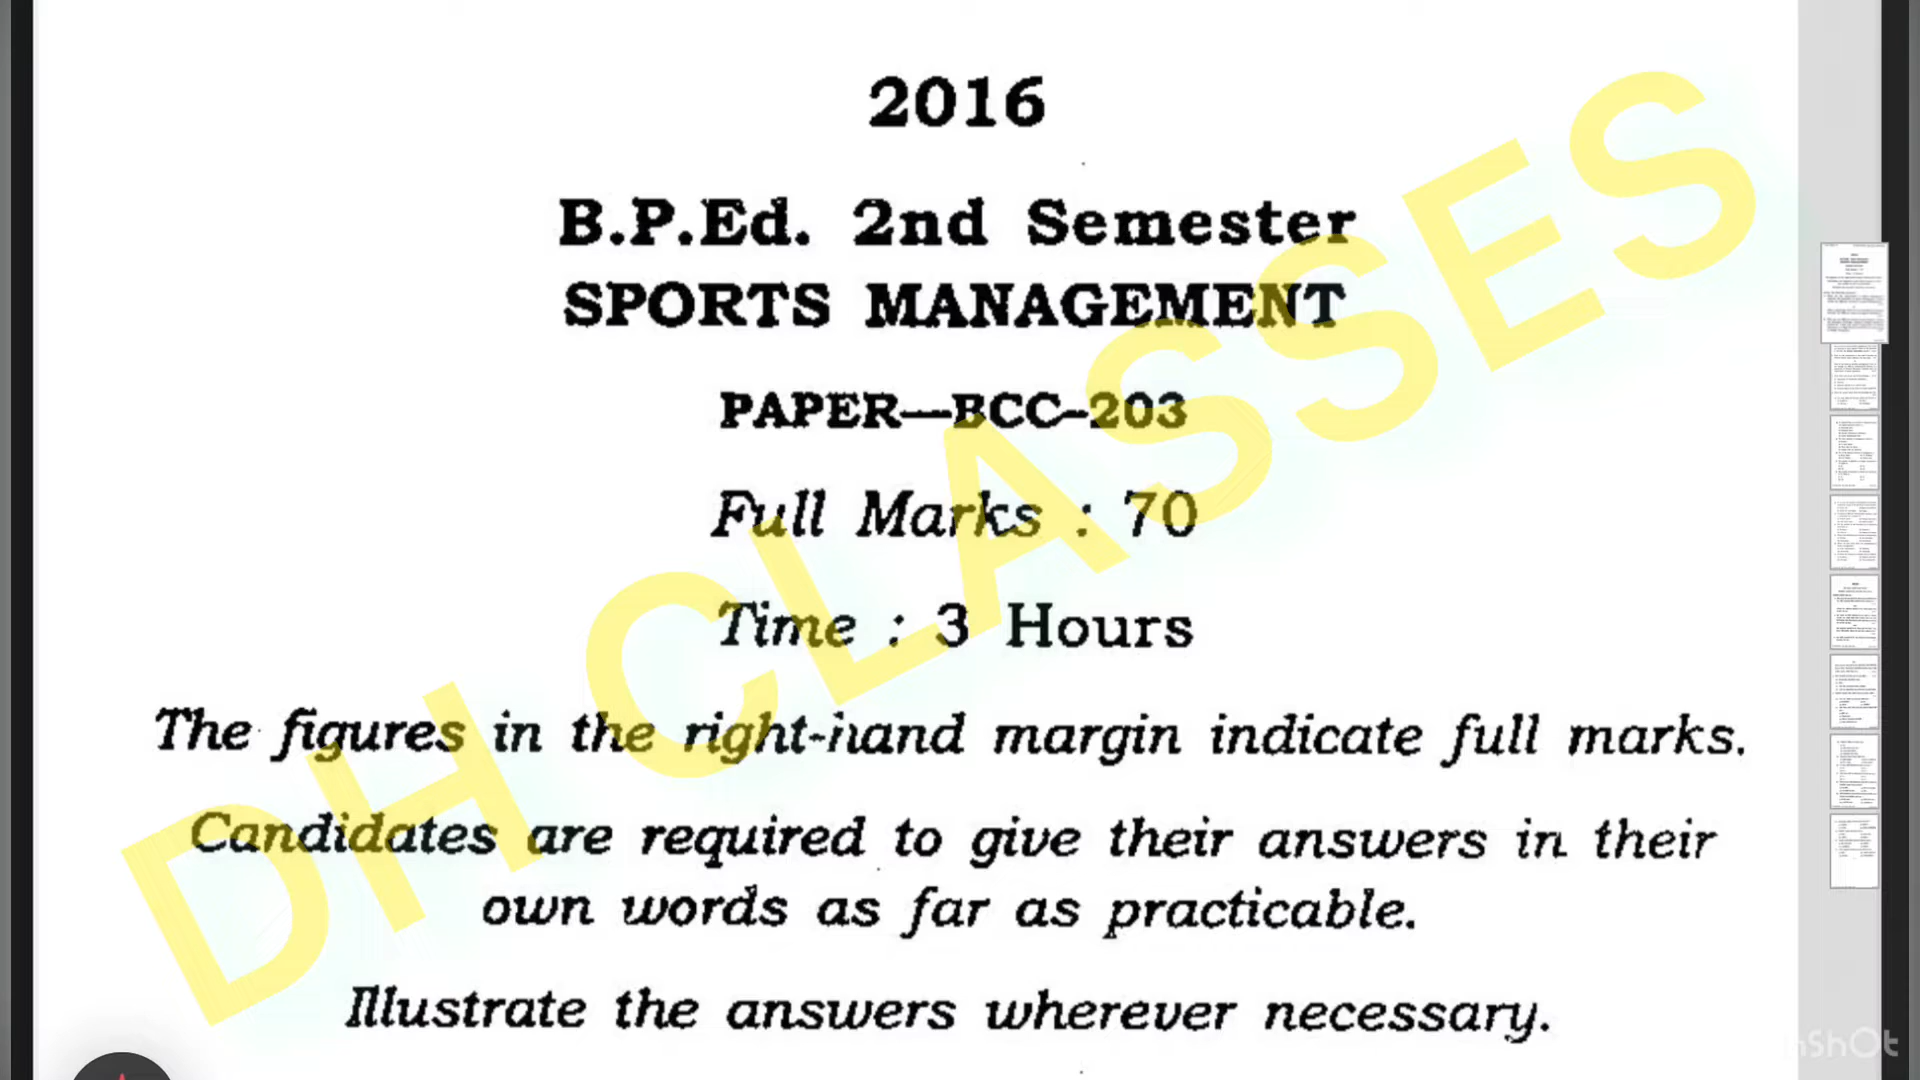 2016
B.P.Ed. 2nd Semester
SPORTS MANAGEMENT
PAPER—BCC-203
Full Marks : 70
Time : 3 Hours
The figures in the right-hand margin indicate full marks.
Candidates are required to give their answers in their
own words as far as practicable.
Illustrate the answers wherever necessary.
DH CLASSES